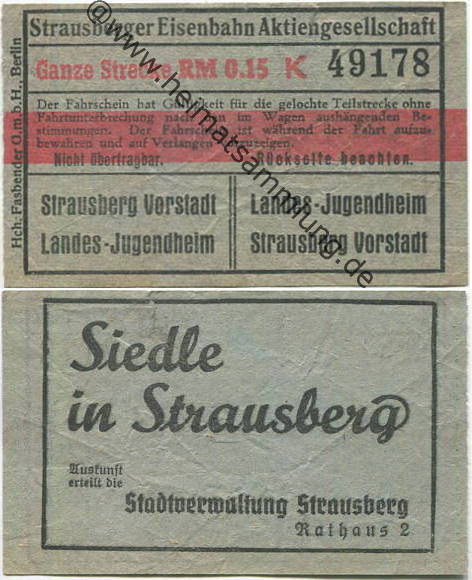 Strausberger Eisenbahn Aktiengesellschaft
Ganze Strecke RM 0.15 K 49178
Der Fahrschein hat Gültigkeit für die gelochte Teilstrecke ohne
Fahrtunterbrechung nach den im Wagen aushängenden Be-
stimmungen. Der Fahrschein ist während der Fahrt aufzu-
bewahren und auf Verlangen vorzuzeigen.
Nicht übertragbar. Rückseite beachten.
Strausberg Vorstadt
Landes-Jugendheim
Landes-Jugendheim
Strausberg Vorstadt
Hch. Fasbender G.m.b.H., Berlin
@www.heimatsammlung.de
Siedle
in Strausberg
Auskunft
erteilt die
Stadtverwaltung Strausberg
Rathaus 2